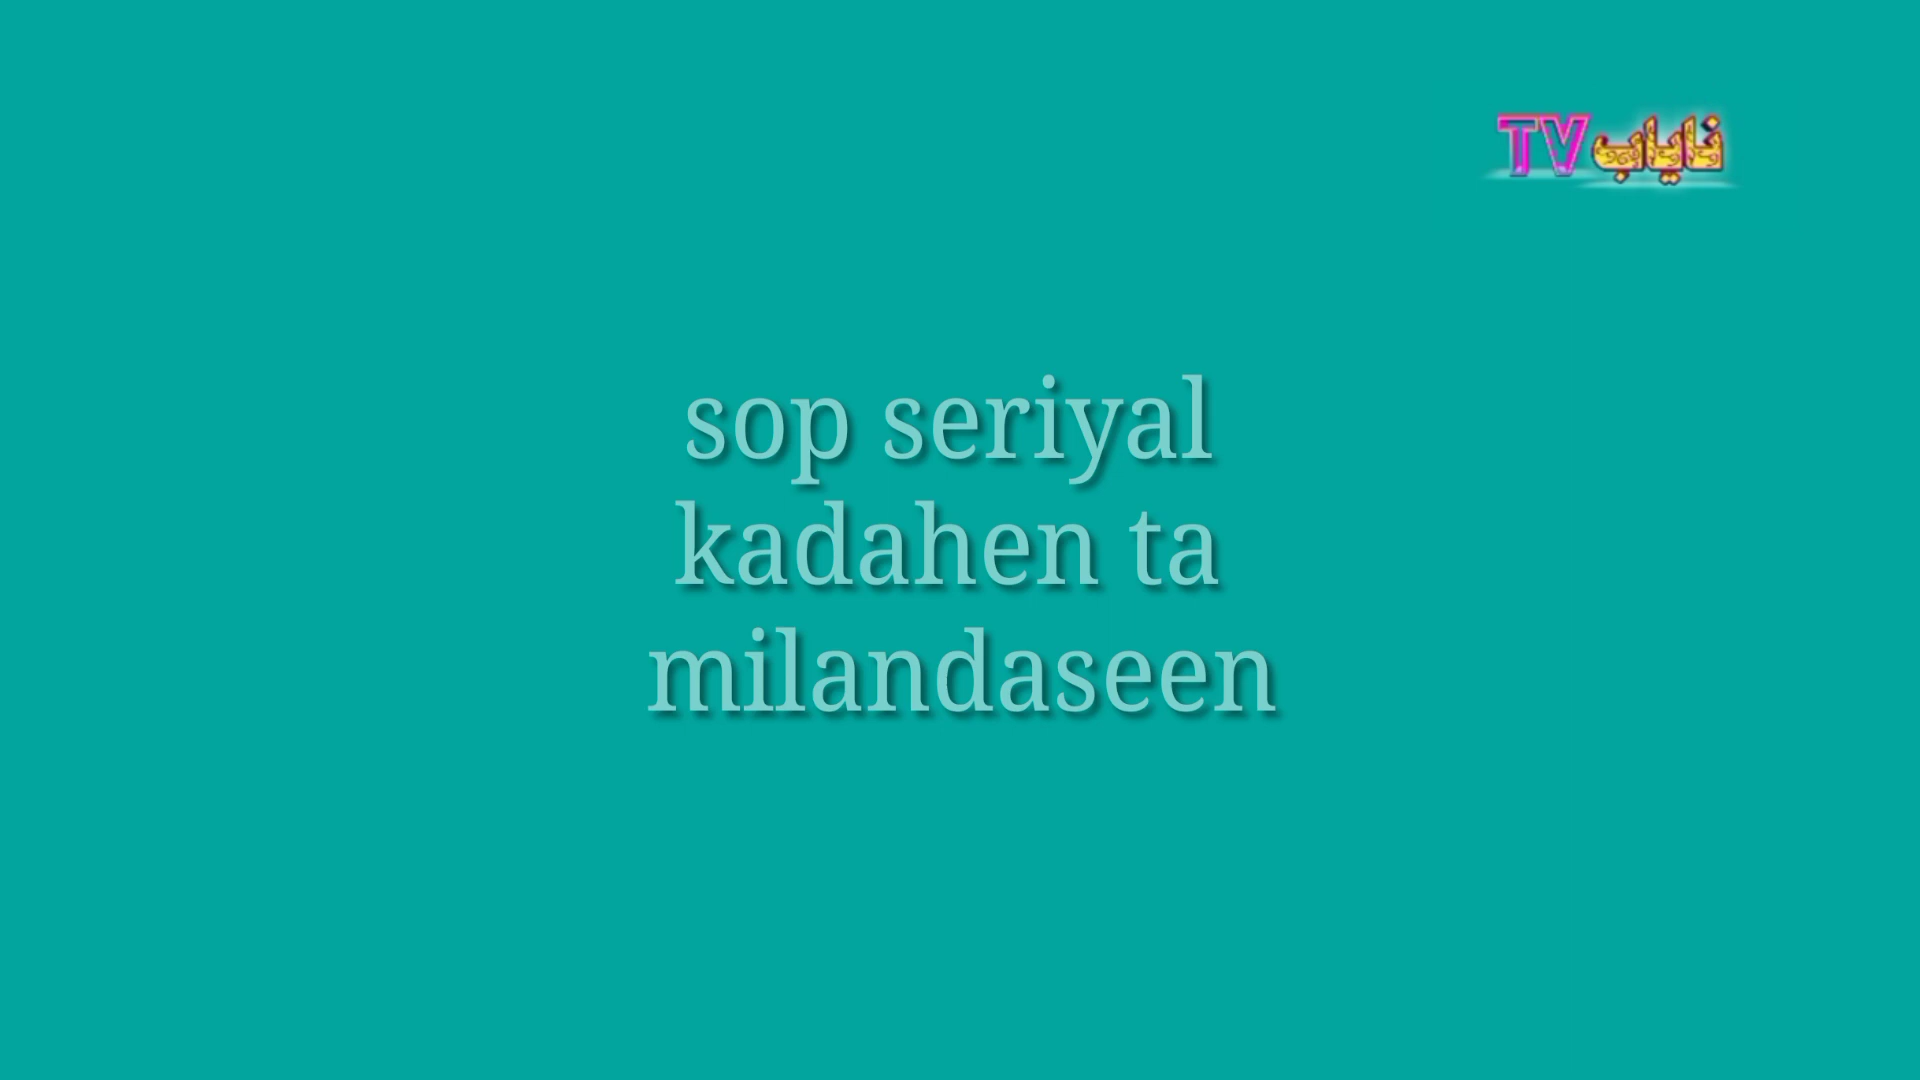 TV نایاب
sop seriyal
kadahen ta
milandaseen